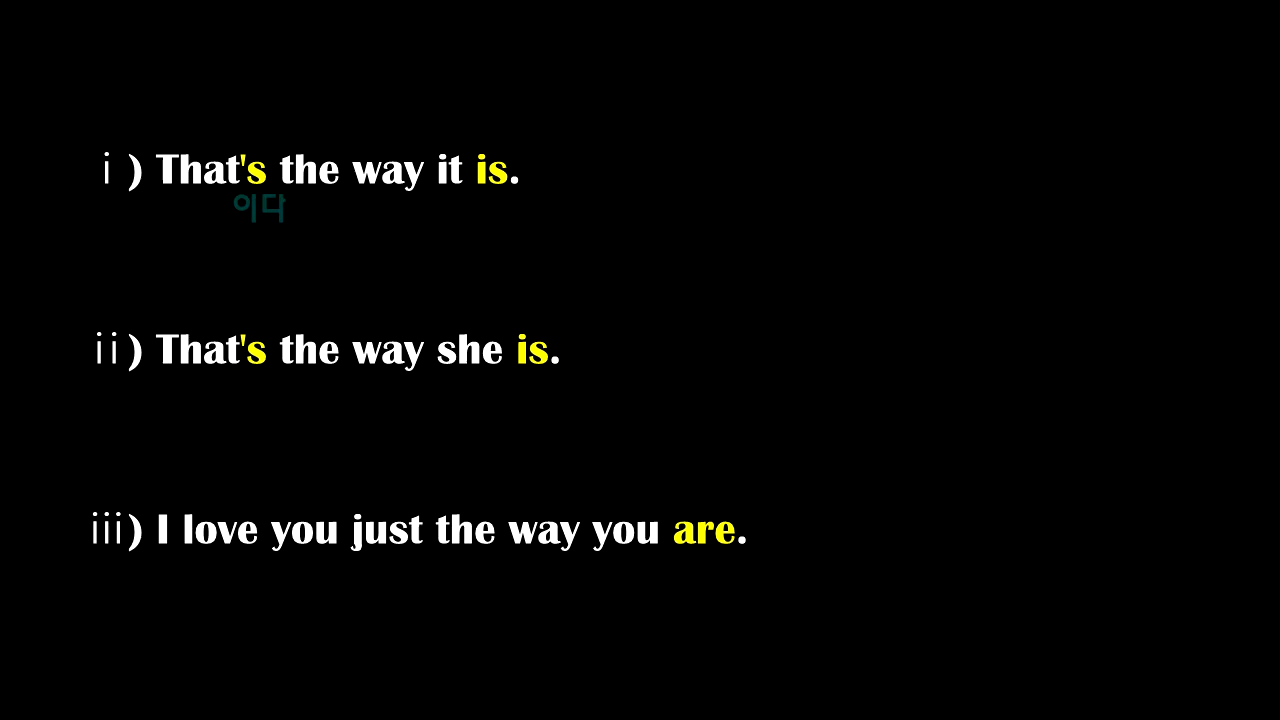 ⅰ) That's the way it is.
이다
ⅱ) That's the way she is.
ⅲ) I love you just the way you are.